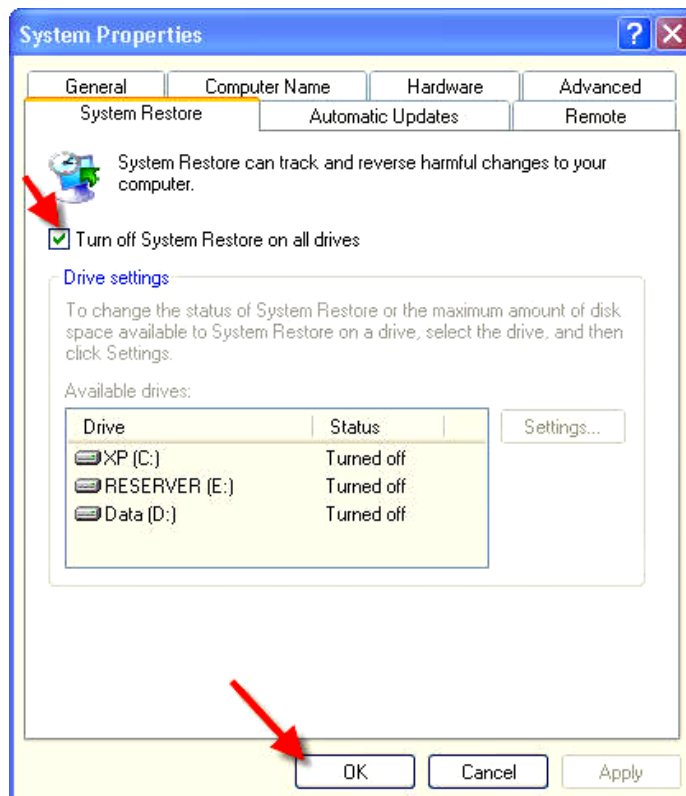 System Properties
General Computer Name Hardware Advanced
System Restore Automatic Updates Remote
System Restore can track and reverse harmful changes to your
computer.
Turn off System Restore on all drives
Drive settings
To change the status of System Restore or the maximum amount of disk
space available to System Restore on a drive, select the drive, and then
click Settings.
Available drives:
Drive Status
Settings...
XP (C:) Turned off
RESERVER (E:) Turned off
Data (D:) Turned off
OK Cancel Apply